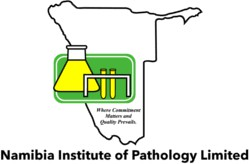 Where Commitment
Matters and
Quality Prevails.
Namibia Institute of Pathology Limited